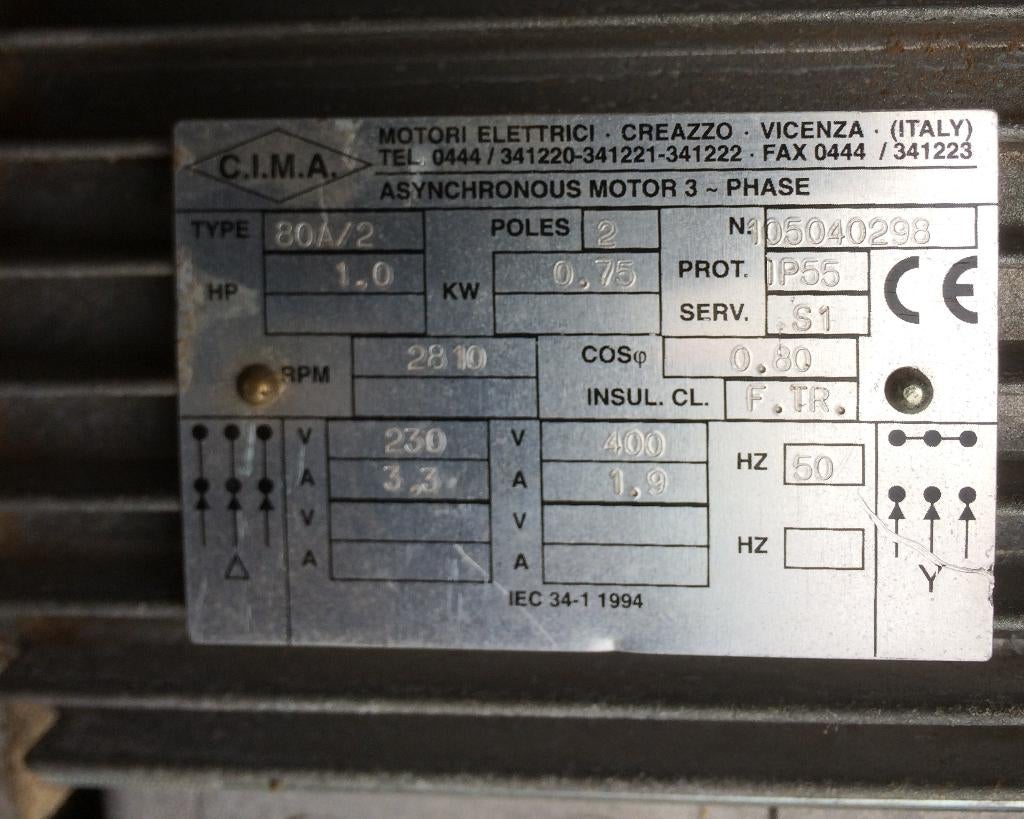 C.I.M.A.
MOTORI ELETTRICI · CREAZZO · VICENZA · (ITALY)
TEL. 0444 / 341220-341221-341222 · FAX 0444 / 341223
ASYNCHRONOUS MOTOR 3 ~ PHASE
TYPE 80A/2 POLES 2 N. 105040298
HP 1.0 KW 0.75 PROT. IP55 CE
SERV. S1
RPM 2810 COSφ 0.80
INSUL. CL. F.TR.
V 230 V 400 HZ 50
A 3.3 A 1.9
V V HZ
A A
Δ Y
IEC 34-1 1994